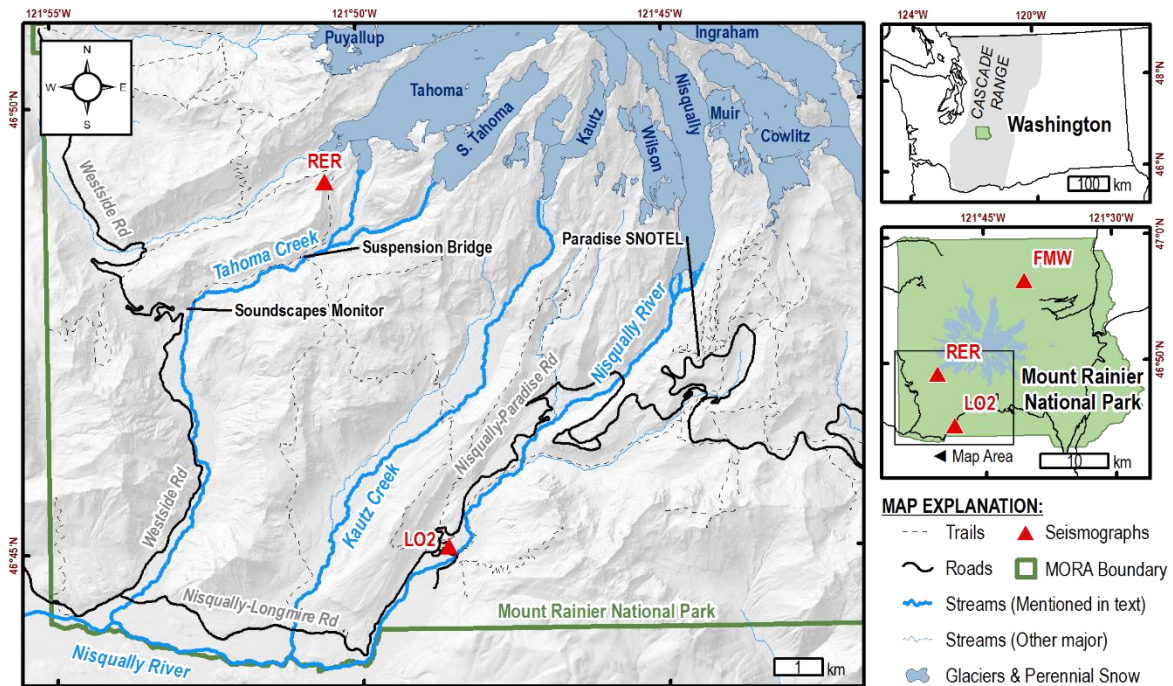 121°55'W
121°50'W
121°45'W
46°50'N
46°45'N
N
W
E
S
Puyallup
Tahoma
S. Tahoma
Kautz
Wilson
Nisqually
Ingraham
Muir
Cowlitz
RER
Westside Rd
Tahoma Creek
Suspension Bridge
Paradise SNOTEL
Soundscapes Monitor
Nisqually River
Nisqually-Paradise Rd
Westside Rd
Kautz Creek
LO2
Nisqually-Longmire Rd
Mount Rainier National Park
Nisqually River
1 km
124°W
120°W
48°N
46°N
CASCADE
RANGE
Washington
100 km
121°45'W
121°30'W
47°0'N
46°50'N
FMW
RER
LO2
Mount Rainier
National Park
◄ Map Area
10 km
MAP EXPLANATION:
Trails
Seismographs
Roads
MORA Boundary
Streams (Mentioned in text)
Streams (Other major)
Glaciers & Perennial Snow